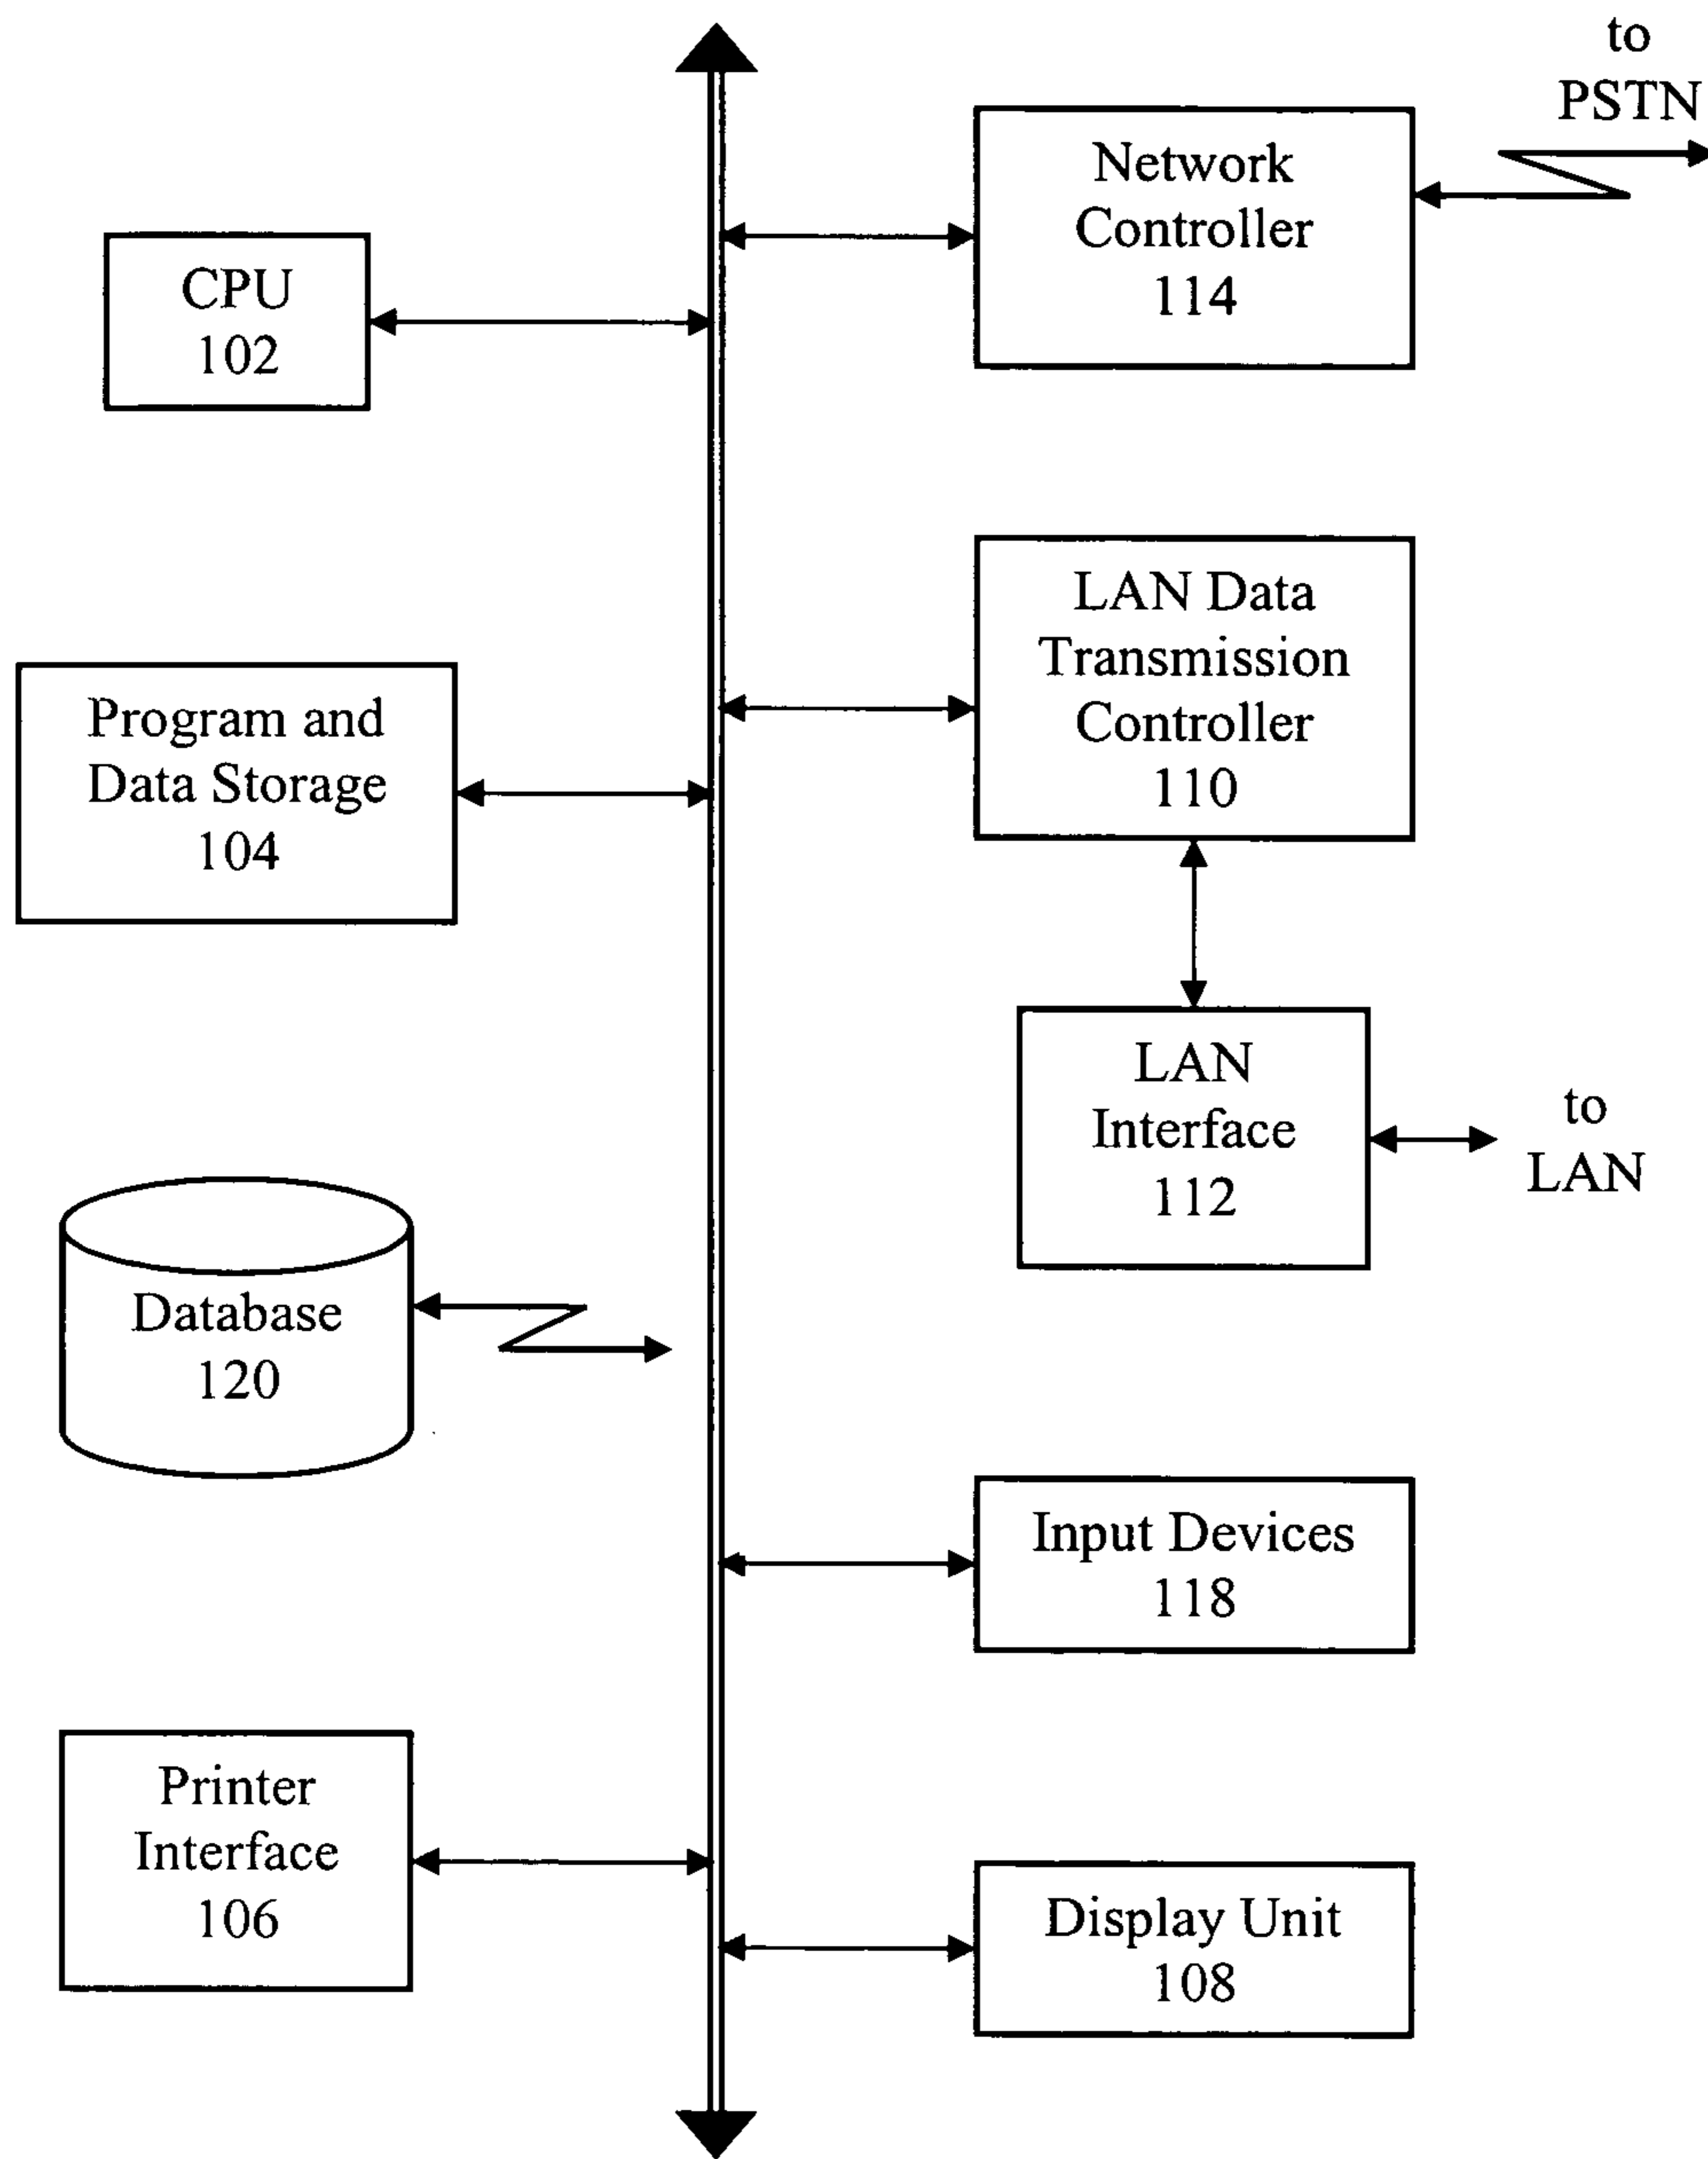 to
PSTN
Network
Controller
114
CPU
102
LAN Data
Transmission
Controller
110
Program and
Data Storage
104
LAN
Interface
112
to
LAN
Database
120
Input Devices
118
Printer
Interface
106
Display Unit
108